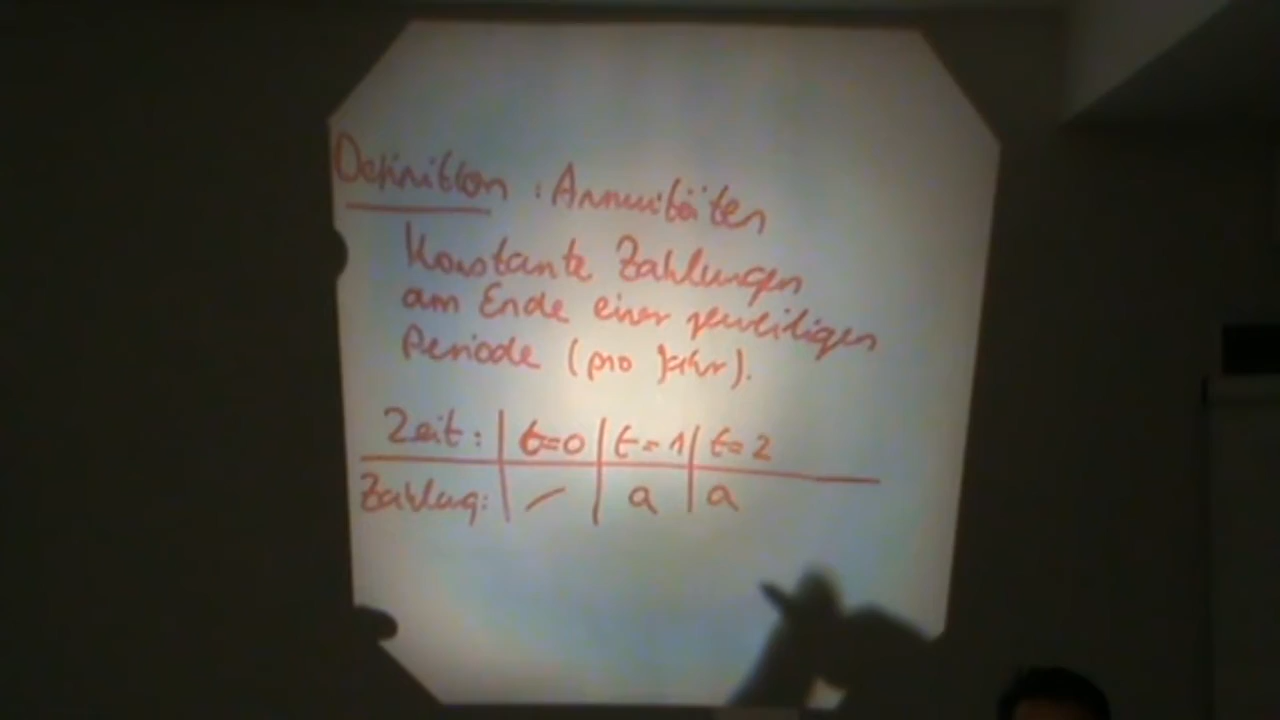 Definition : Annuitäten
Konstante Zahlungen
am Ende einer jeweiligen
Periode (pro Jahr).
Zeit: | t=0 | t=1 | t=2
Zahlung: | – | a | a